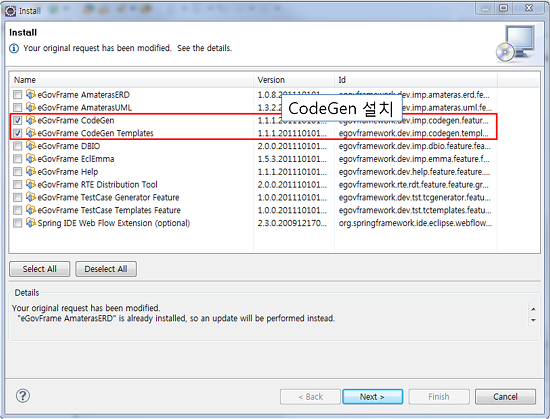 Install
Install
Your original request has been modified. See the details.
Name Version Id
eGovFrame AmaterasERD 1.0.8.201110101... egovframework.dev.imp.amateras.erd.fe...
eGovFrame AmaterasUML 1.3.2.2 egovframework.dev.imp.amateras.uml.fe...
CodeGen 설치
eGovFrame CodeGen 1.1.1.201110101... egovframework.dev.imp.codegen.featur...
eGovFrame CodeGen Templates 1.1.1.201110101... egovframework.dev.imp.codegen.templ...
eGovFrame DBIO 2.0.0.201110101... egovframework.dev.imp.dbio.feature.fea...
eGovFrame EclEmma 1.5.3.201110101... egovframework.dev.imp.emma.feature.f...
eGovFrame Help 1.1.1.201110101... egovframework.dev.help.feature.feature....
eGovFrame RTE Distribution Tool 2.0.0.201110101... egovframework.rte.rdt.feature.feature.gr...
eGovFrame TestCase Generator Feature 1.0.0.201110101... egovframework.dev.tst.tcgenerator.featu...
eGovFrame TestCase Templates Feature 1.0.0.201110101... egovframework.dev.tst.tctemplates.featu...
Spring IDE Web Flow Extension (optional) 2.3.0.200912170... org.springframework.ide.eclipse.webflow...
Select All Deselect All
Details
Your original request has been modified.
"eGovFrame AmaterasERD" is already installed, so an update will be performed instead.
? < Back Next > Finish Cancel